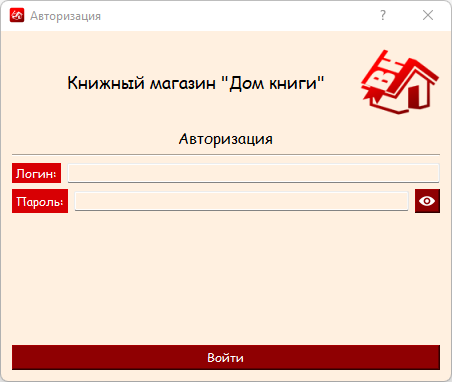 Авторизация
?
Книжный магазин "Дом книги"
Авторизация
Логин:
Пароль:
Войти